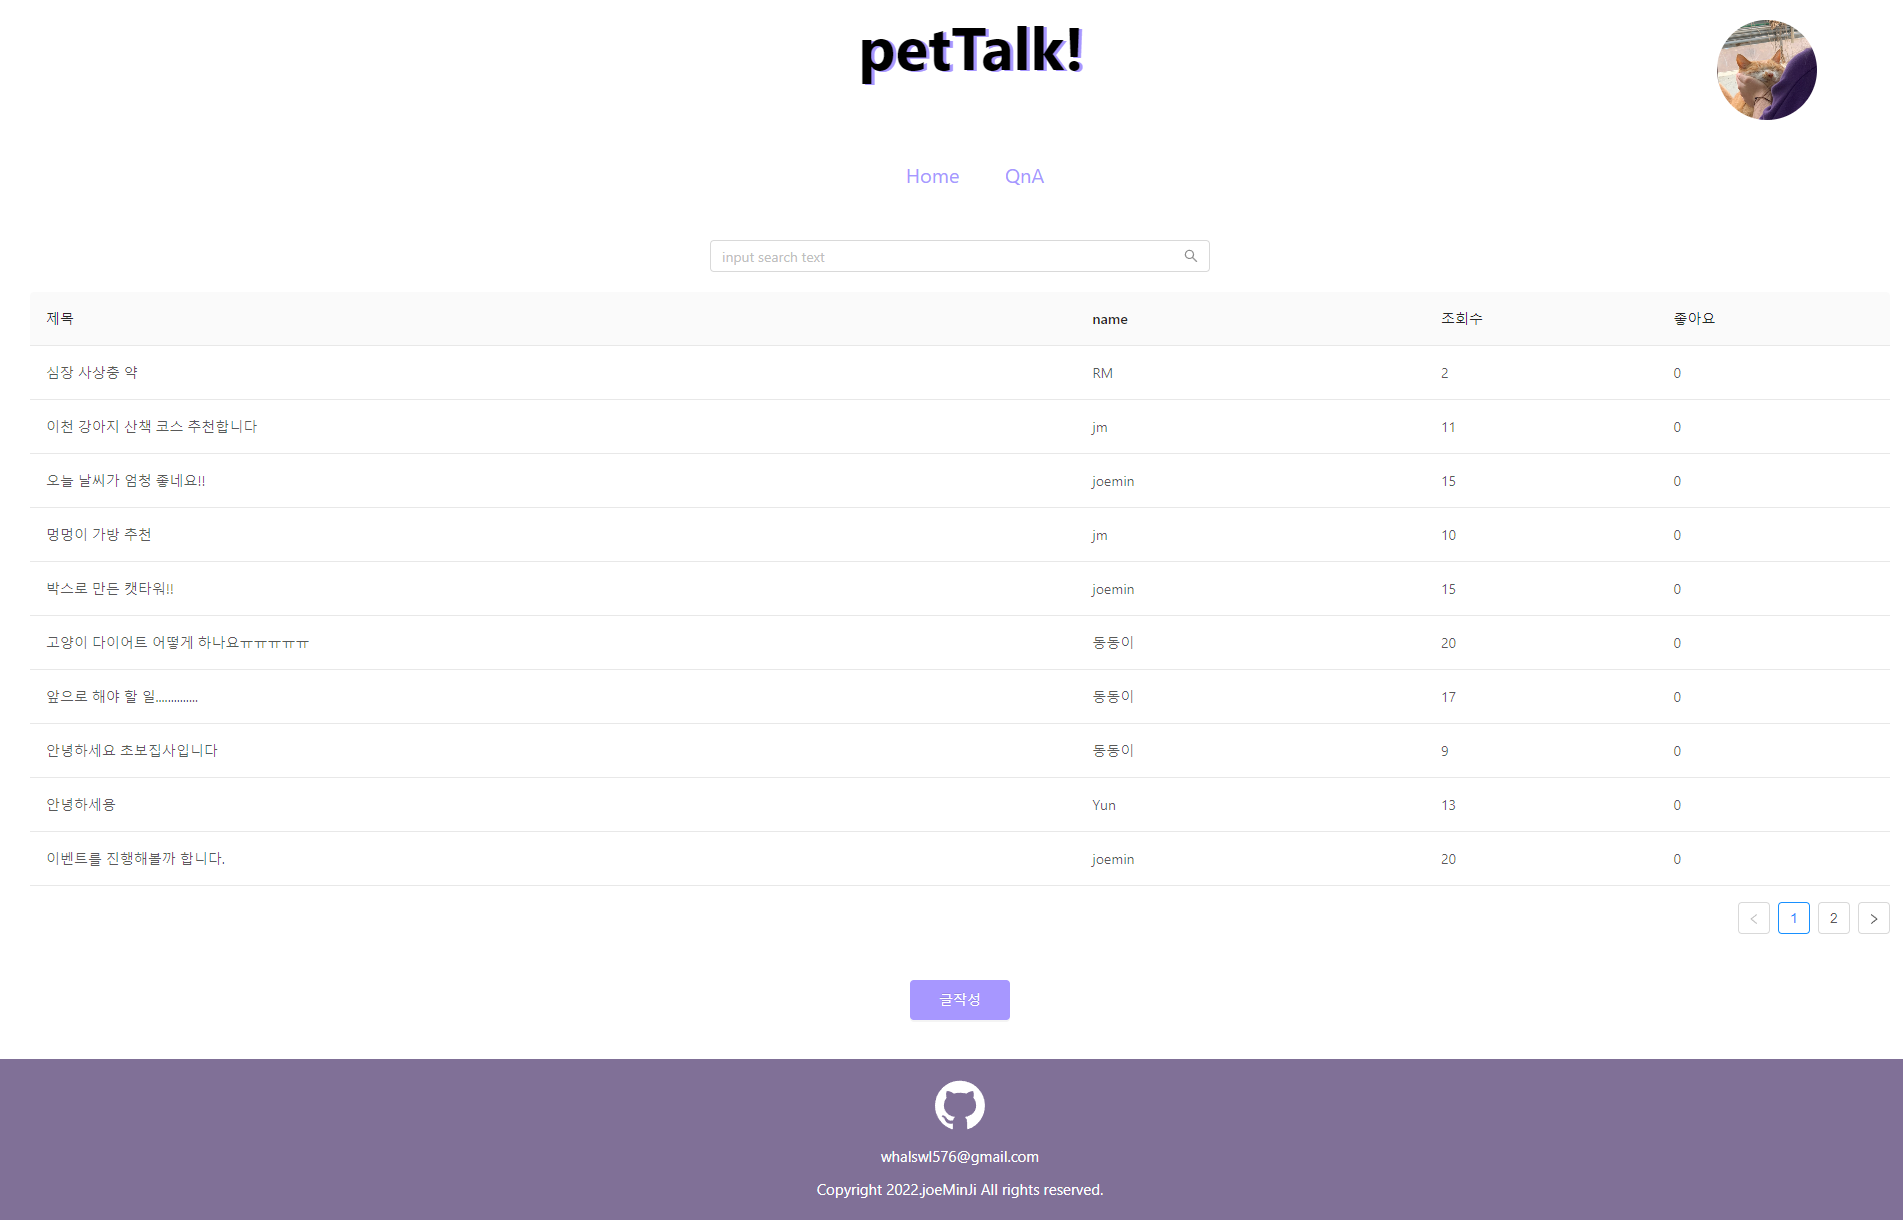 petTalk!
Home QnA
input search text
제목 name 조회수 좋아요
심장 사상충 약 RM 2 0
이천 강아지 산책 코스 추천합니다 jm 11 0
오늘 날씨가 엄청 좋네요!! joemin 15 0
멍멍이 가방 추천 jm 10 0
박스로 만든 캣타워!! joemin 15 0
고양이 다이어트 어떻게 하나요ㅠㅠㅠㅠㅠ 둥둥이 20 0
앞으로 해야 할 일.............. 둥둥이 17 0
안녕하세요 초보집사입니다 둥둥이 9 0
안녕하세용 Yun 13 0
이벤트를 진행해볼까 합니다. joemin 20 0
< 1 2 >
글작성
whalswl576@gmail.com
Copyright 2022.joeMinJi All rights reserved.